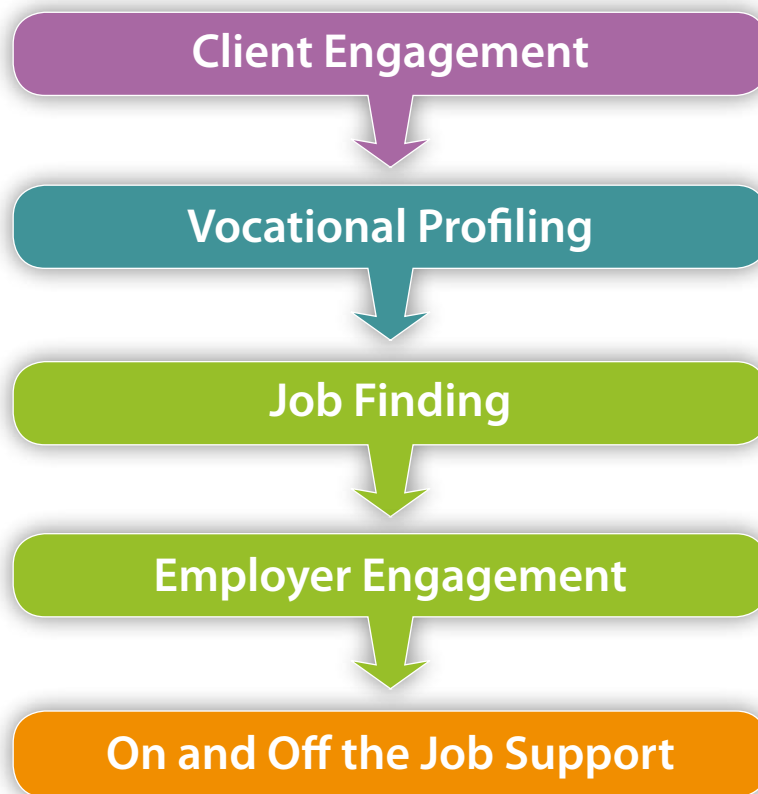 Client Engagement
Vocational Profiling
Job Finding
Employer Engagement
On and Off the Job Support